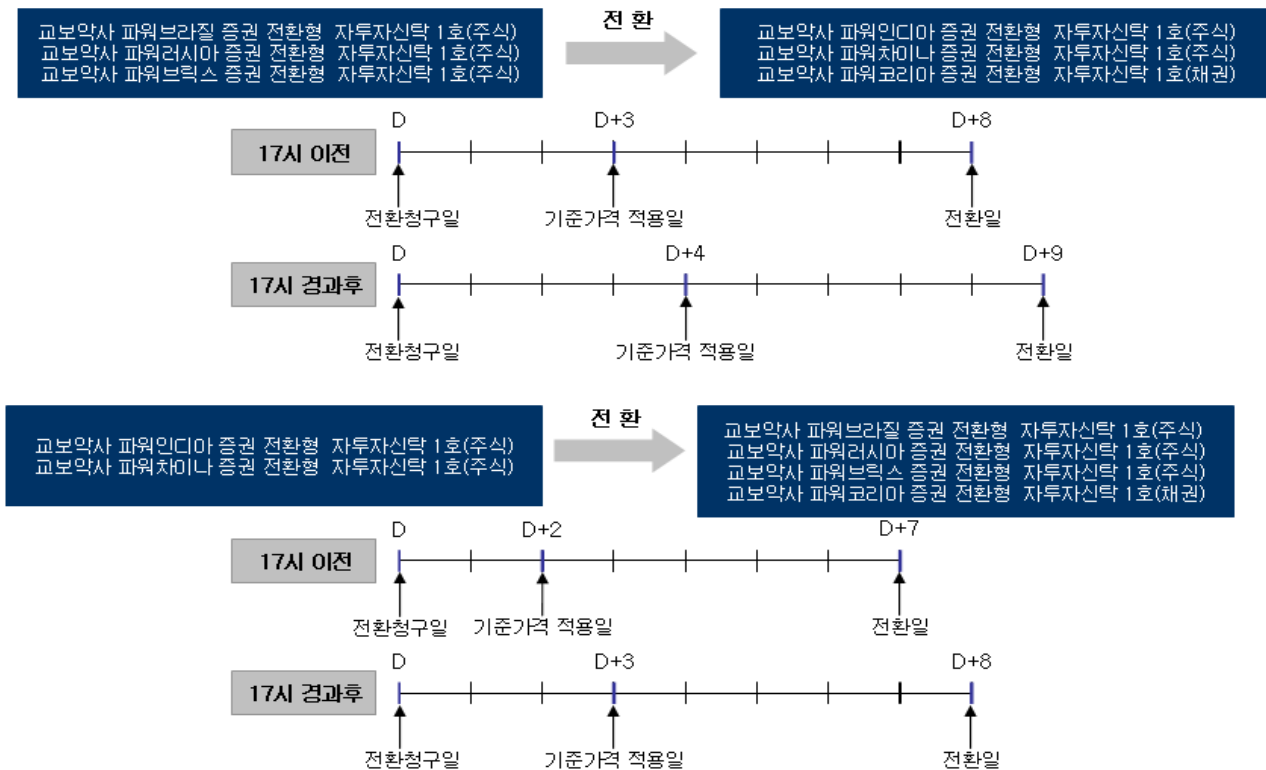 교보악사 파워브라질 증권 전환형 자투자신탁 1호(주식)
교보악사 파워러시아 증권 전환형 자투자신탁 1호(주식)
교보악사 파워브릭스 증권 전환형 자투자신탁 1호(주식)
전 환
교보악사 파워인디아 증권 전환형 자투자신탁 1호(주식)
교보악사 파워차이나 증권 전환형 자투자신탁 1호(주식)
교보악사 파워코리아 증권 전환형 자투자신탁 1호(채권)
D D+3 D+8
17시 이전
전환청구일 기준가격 적용일 전환일
D D+4 D+9
17시 경과후
전환청구일 기준가격 적용일 전환일
교보악사 파워인디아 증권 전환형 자투자신탁 1호(주식)
교보악사 파워차이나 증권 전환형 자투자신탁 1호(주식)
전 환
교보악사 파워브라질 증권 전환형 자투자신탁 1호(주식)
교보악사 파워러시아 증권 전환형 자투자신탁 1호(주식)
교보악사 파워브릭스 증권 전환형 자투자신탁 1호(주식)
교보악사 파워코리아 증권 전환형 자투자신탁 1호(채권)
D D+2 D+7
17시 이전
전환청구일 기준가격 적용일 전환일
D D+3 D+8
17시 경과후
전환청구일 기준가격 적용일 전환일